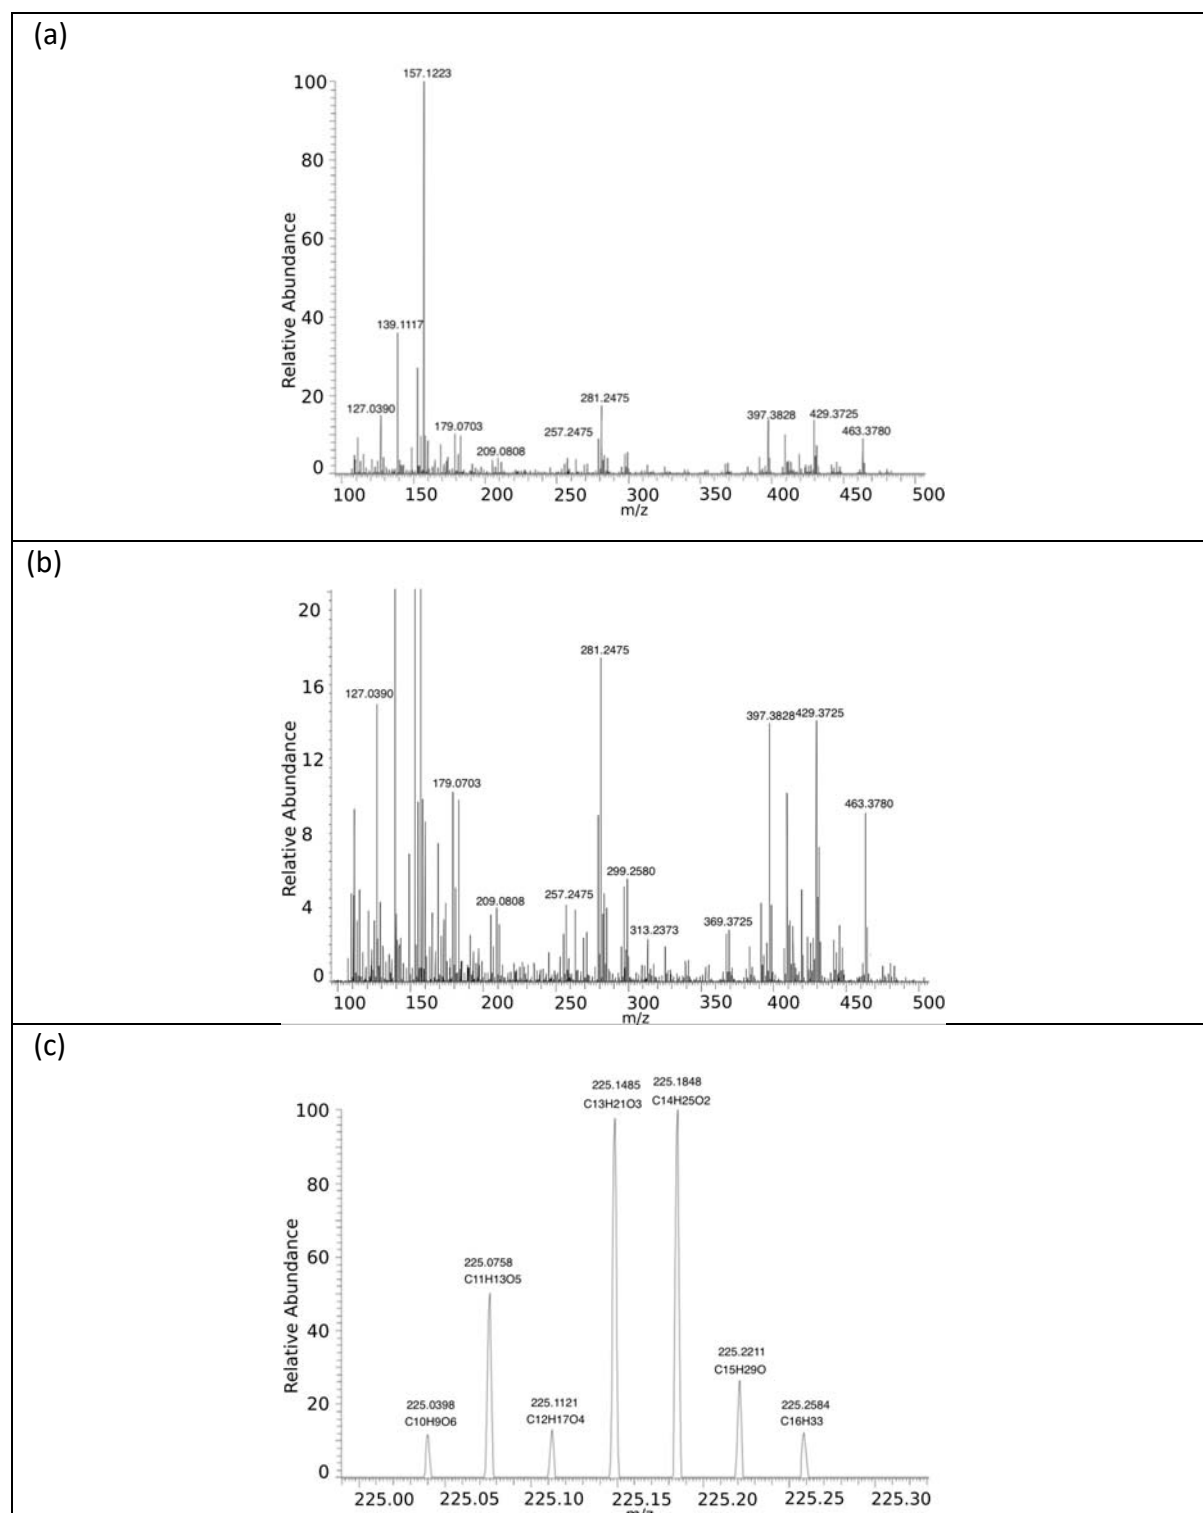 (a)
157.1223
100
80
60
40
20
0
Relative Abundance
139.1117
127.0390
179.0703
209.0808
257.2475
281.2475
397.3828
429.3725
463.3780
100 150 200 250 300 350 400 450 500
m/z
(b)
20
16
12
8
4
0
Relative Abundance
127.0390
179.0703
209.0808
257.2475
281.2475
299.2580
313.2373
369.3725
397.3828
429.3725
463.3780
100 150 200 250 300 350 400 450 500
m/z
(c)
100
80
60
40
20
0
Relative Abundance
225.0398
C10H9O6
225.0758
C11H13O5
225.1121
C12H17O4
225.1485
C13H21O3
225.1848
C14H25O2
225.2211
C15H29O
225.2584
C16H33
225.00 225.05 225.10 225.15 225.20 225.25 225.30
m/z